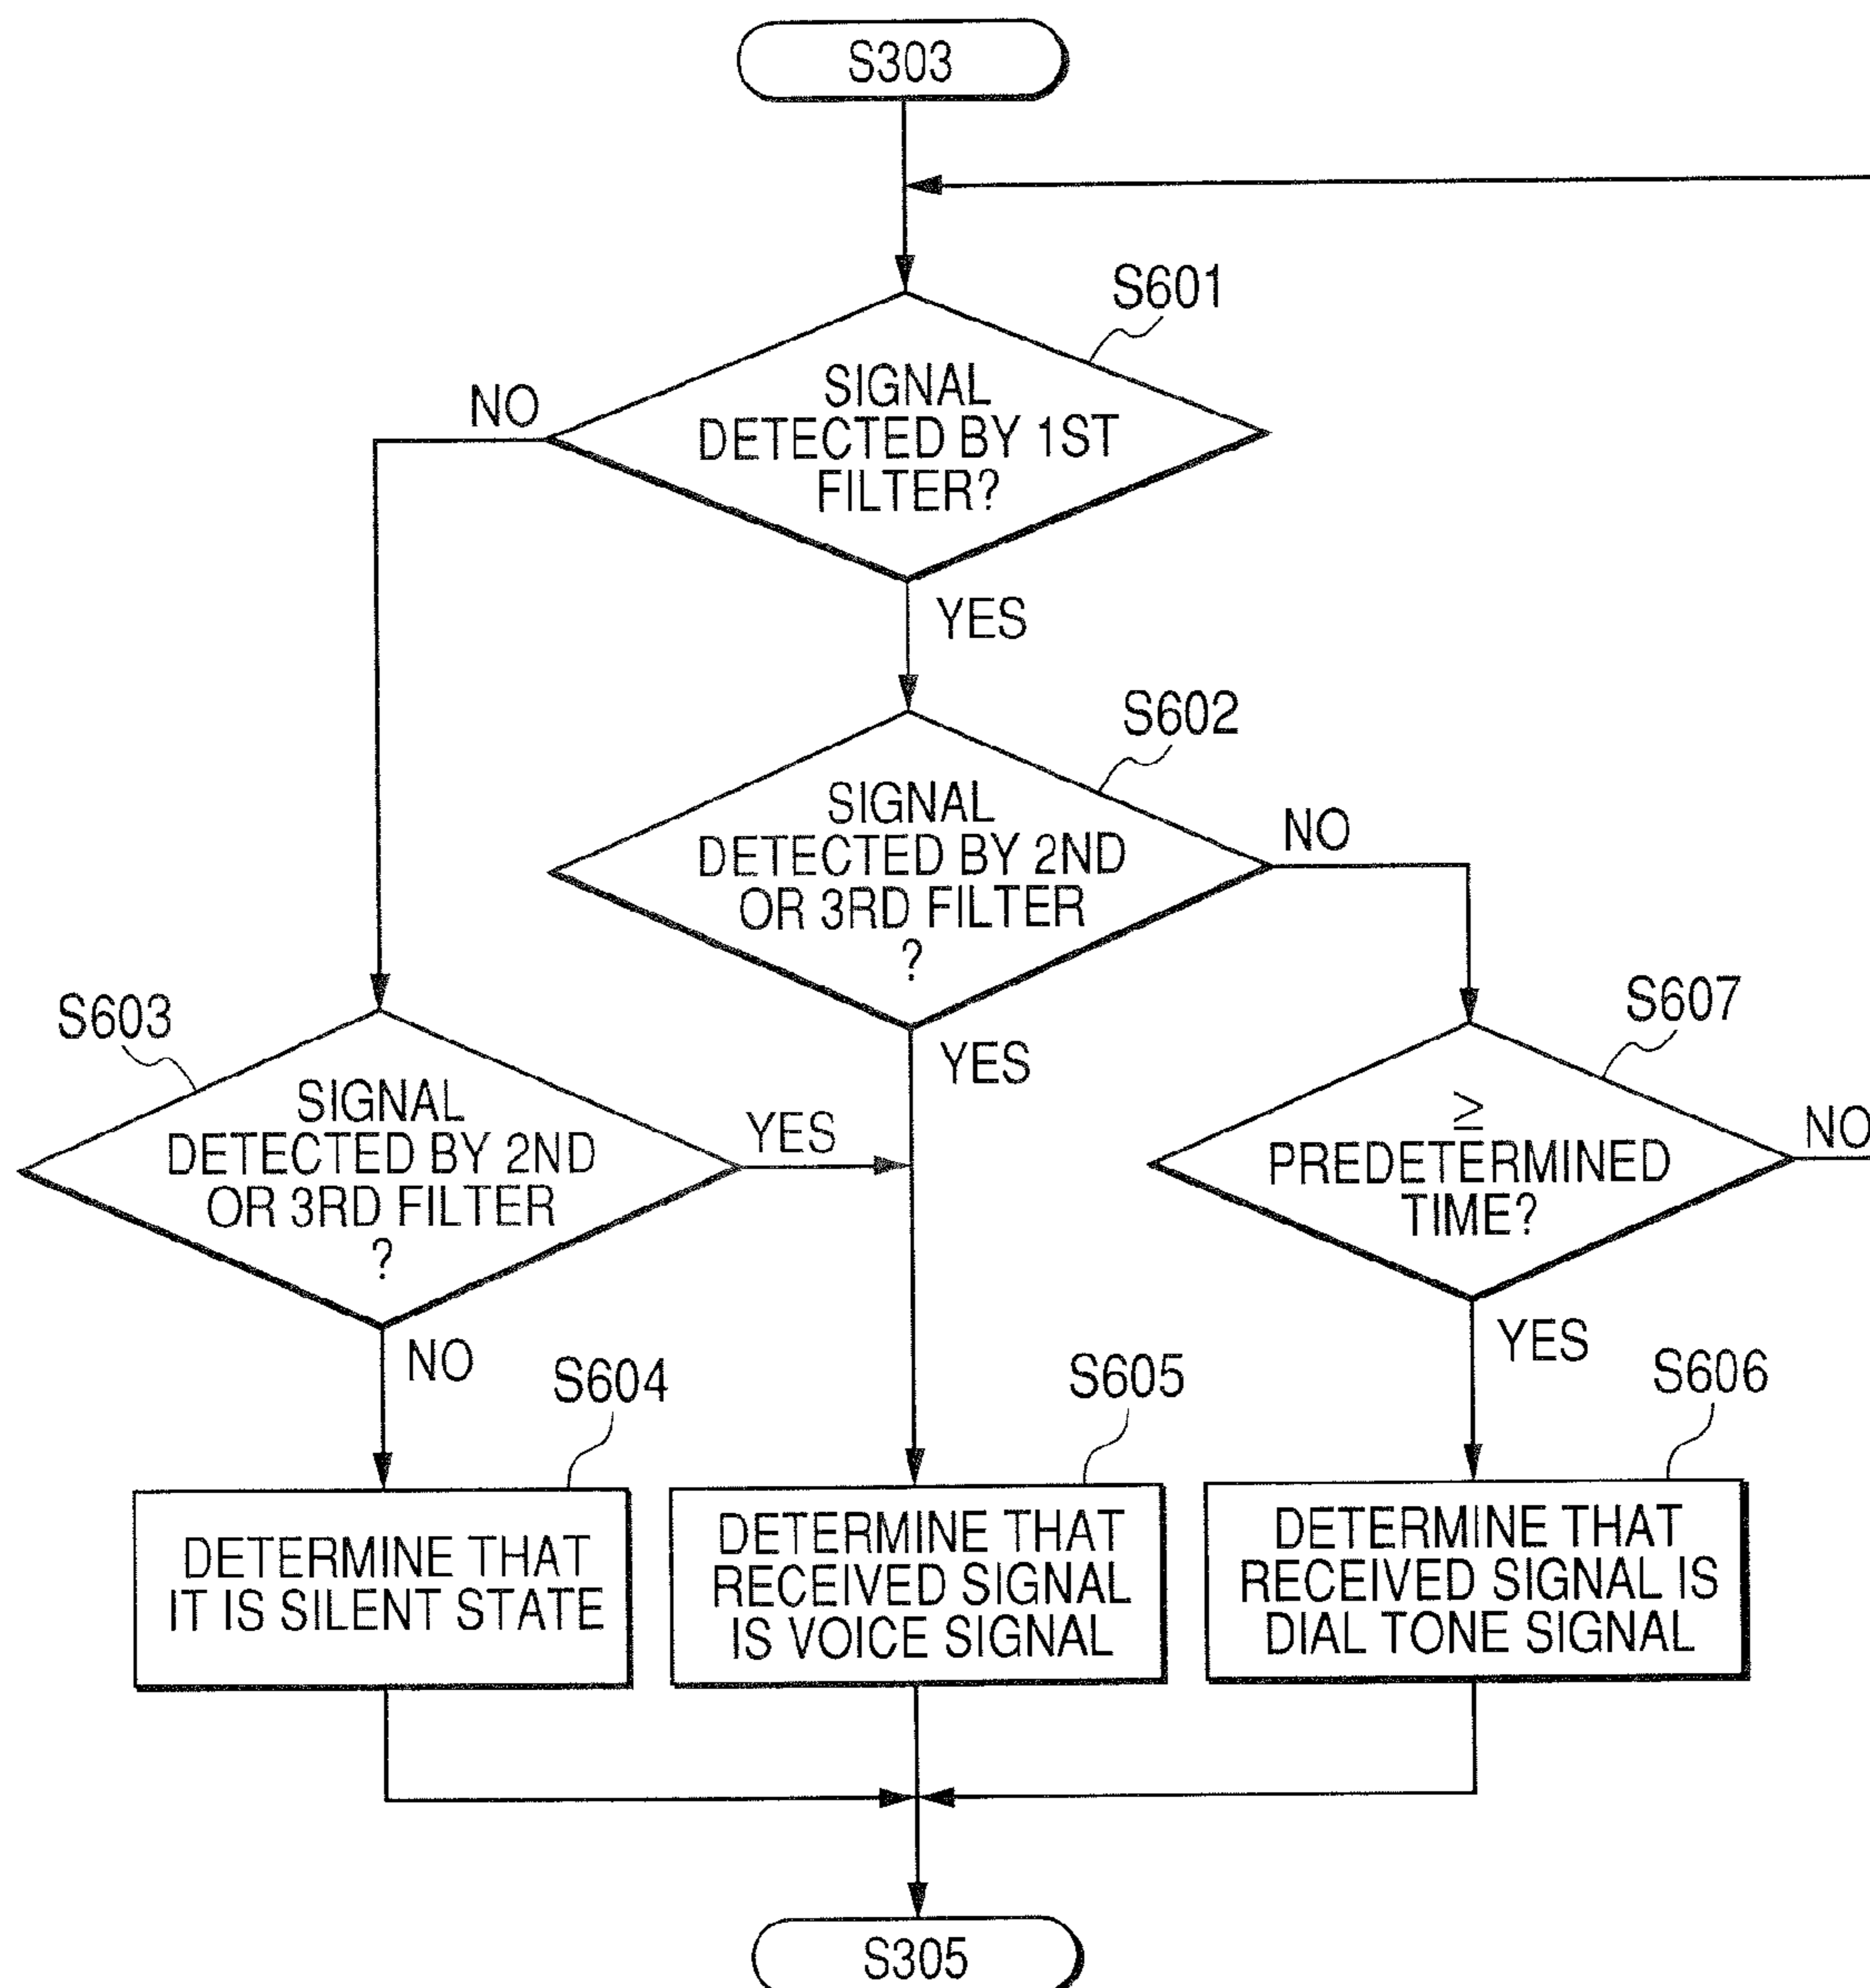 S303
S601
SIGNAL
DETECTED BY 1ST
FILTER?
NO
YES
S602
SIGNAL
DETECTED BY 2ND
OR 3RD FILTER
?
NO
YES
S603
SIGNAL
DETECTED BY 2ND
OR 3RD FILTER
?
YES
NO
S607
≥
PREDETERMINED
TIME?
NO
YES
S604
DETERMINE THAT
IT IS SILENT STATE
S605
DETERMINE THAT
RECEIVED SIGNAL
IS VOICE SIGNAL
S606
DETERMINE THAT
RECEIVED SIGNAL IS
DIAL TONE SIGNAL
S305